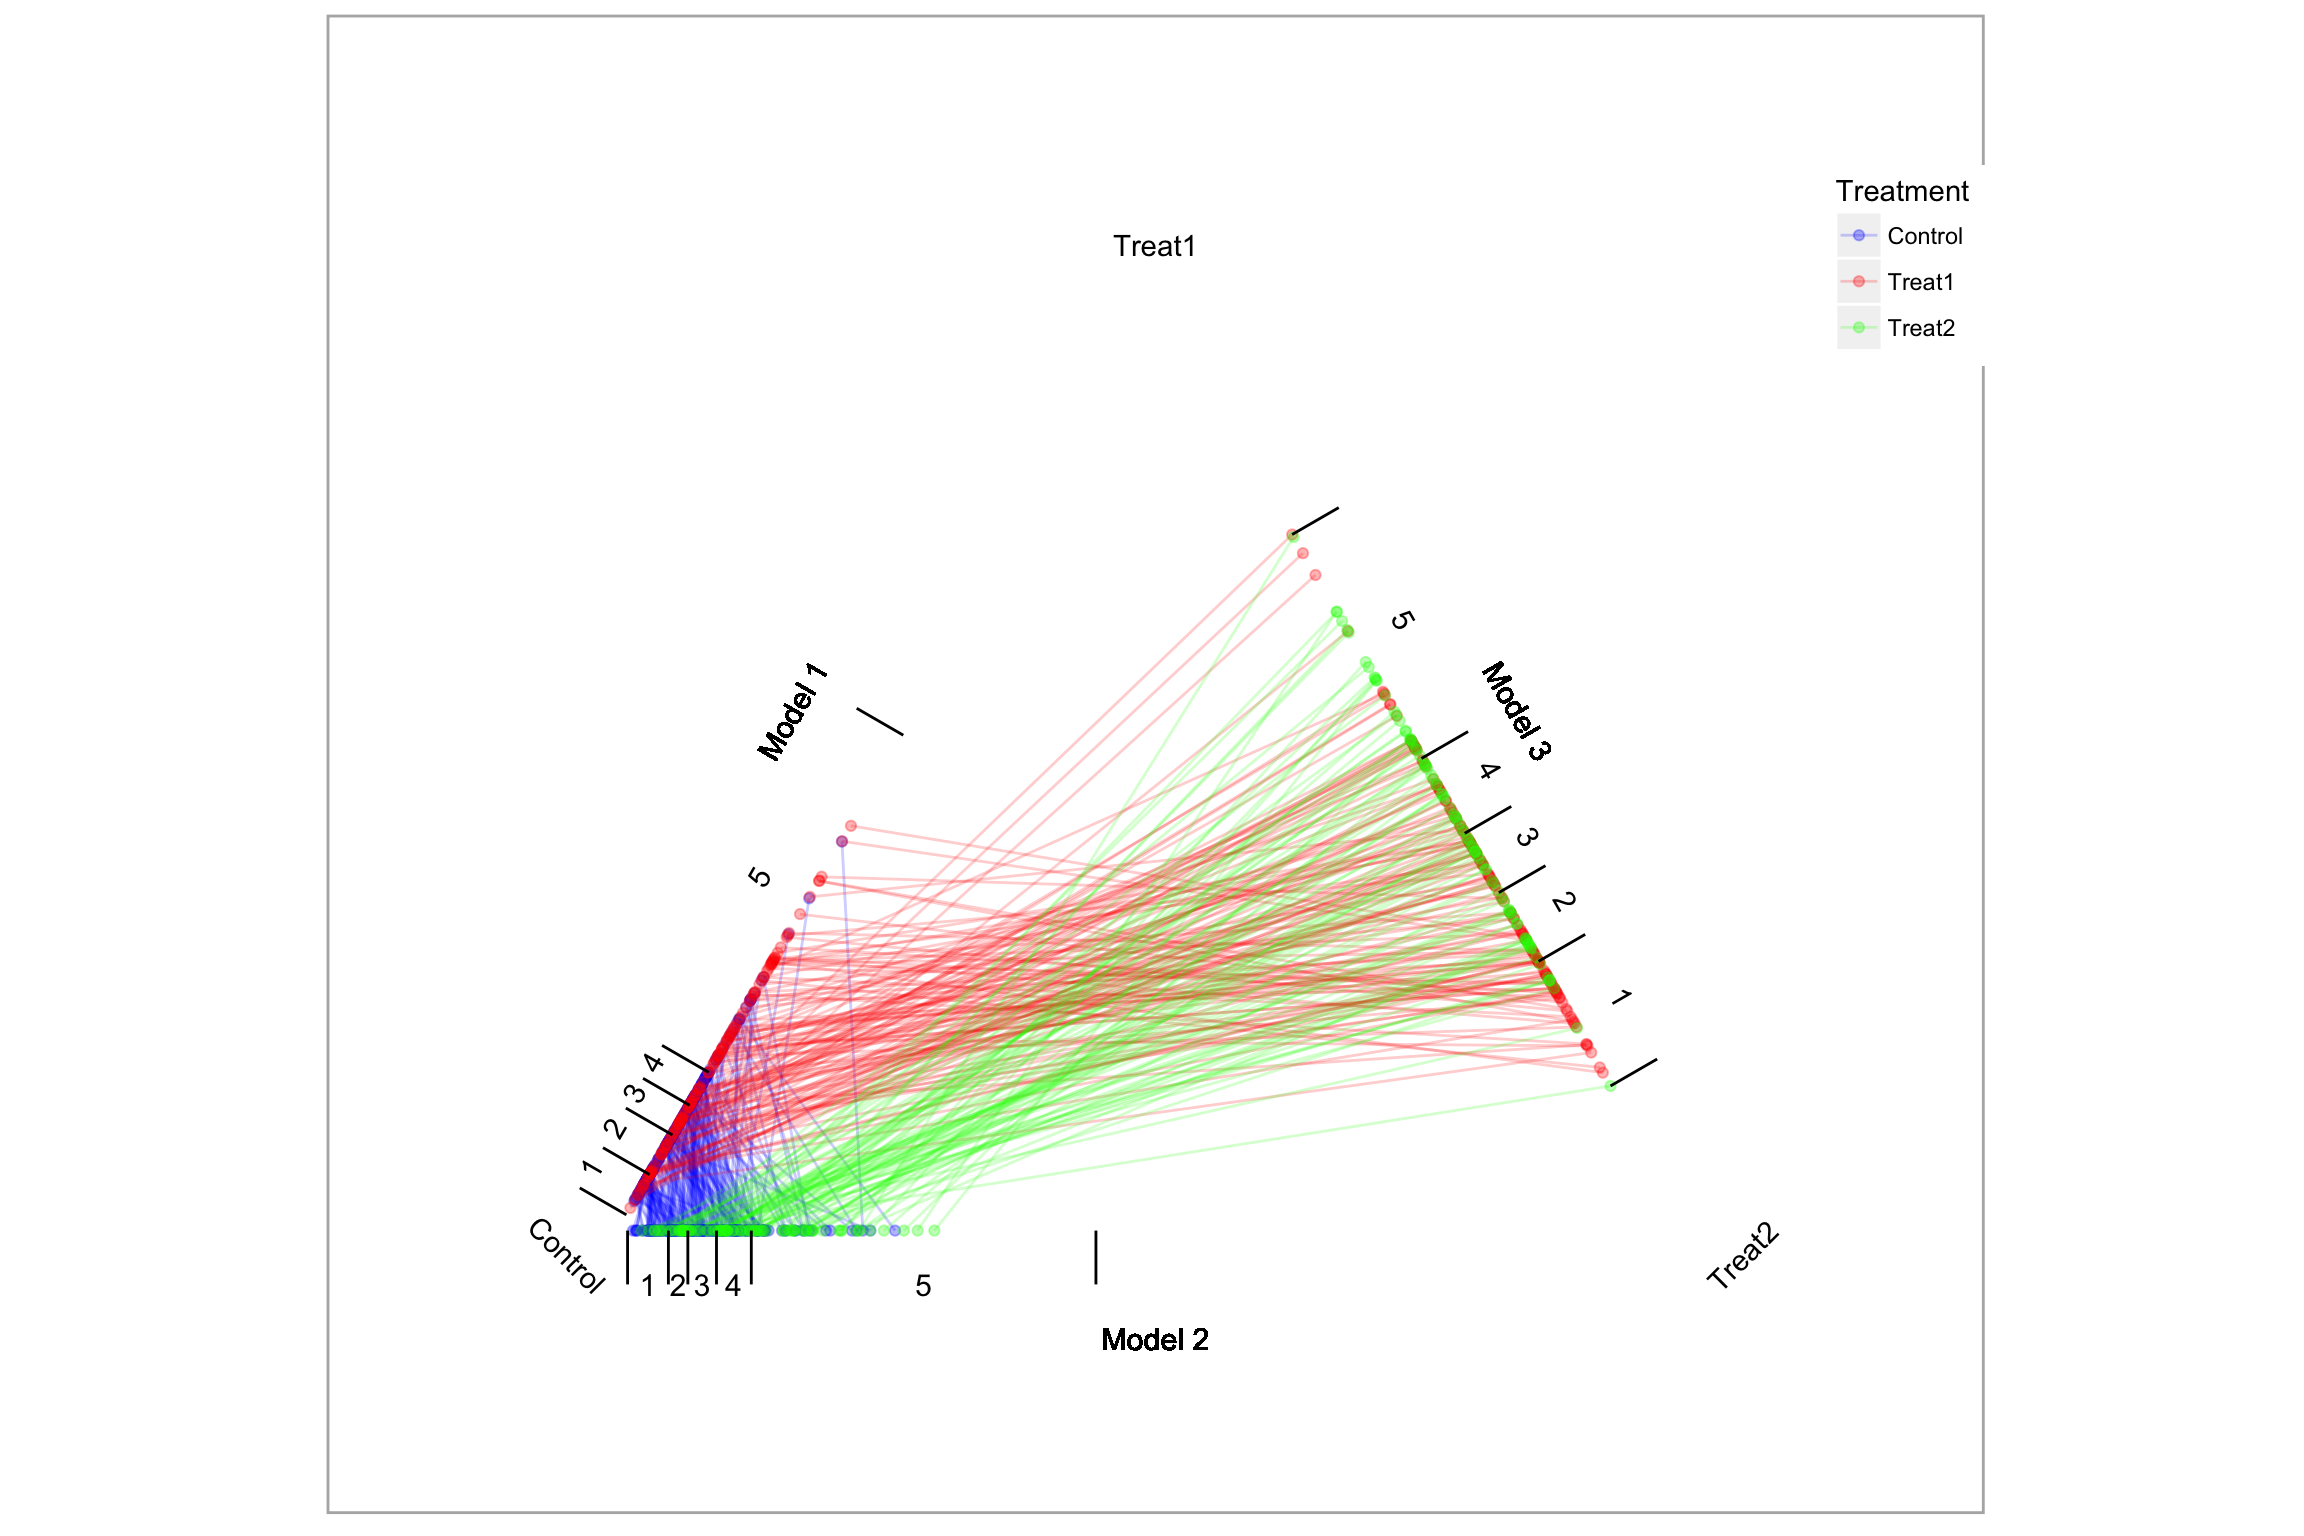 Treatment
Control
Treat1
Treat2
Treat1
Model 1
5
4
3
2
1
Model 3
5
4
3
2
1
Control
Treat2
1 2 3 4 5
Model 2